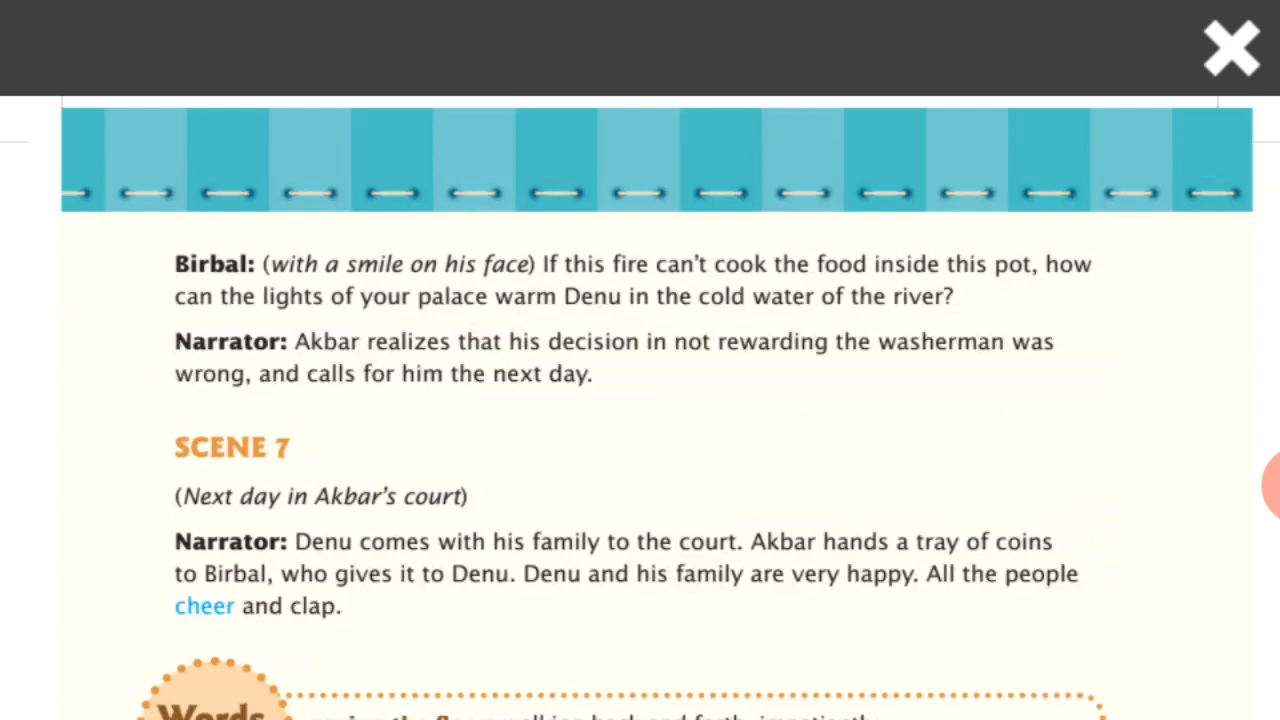 Birbal: (with a smile on his face) If this fire can't cook the food inside this pot, how
can the lights of your palace warm Denu in the cold water of the river?
Narrator: Akbar realizes that his decision in not rewarding the washerman was
wrong, and calls for him the next day.
SCENE 7
(Next day in Akbar's court)
Narrator: Denu comes with his family to the court. Akbar hands a tray of coins
to Birbal, who gives it to Denu. Denu and his family are very happy. All the people
cheer and clap.
Words